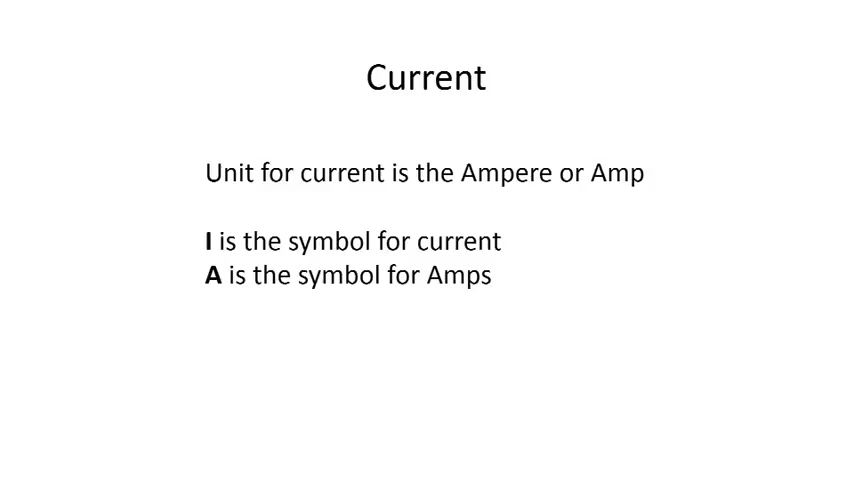 Current
Unit for current is the Ampere or Amp
I is the symbol for current
A is the symbol for Amps